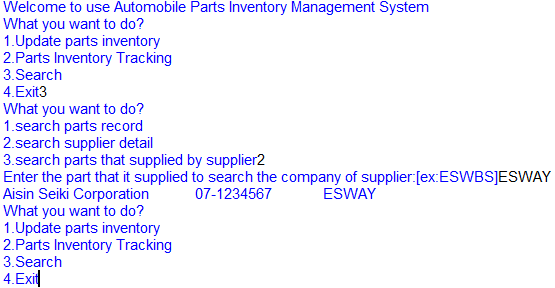 Welcome to use Automobile Parts Inventory Management System
What you want to do?
1.Update parts inventory
2.Parts Inventory Tracking
3.Search
4.Exit3
What you want to do?
1.search parts record
2.search supplier detail
3.search parts that supplied by supplier2
Enter the part that it supplied to search the company of supplier:[ex:ESWBS]ESWAY
Aisin Seiki Corporation 07-1234567 ESWAY
What you want to do?
1.Update parts inventory
2.Parts Inventory Tracking
3.Search
4.Exit